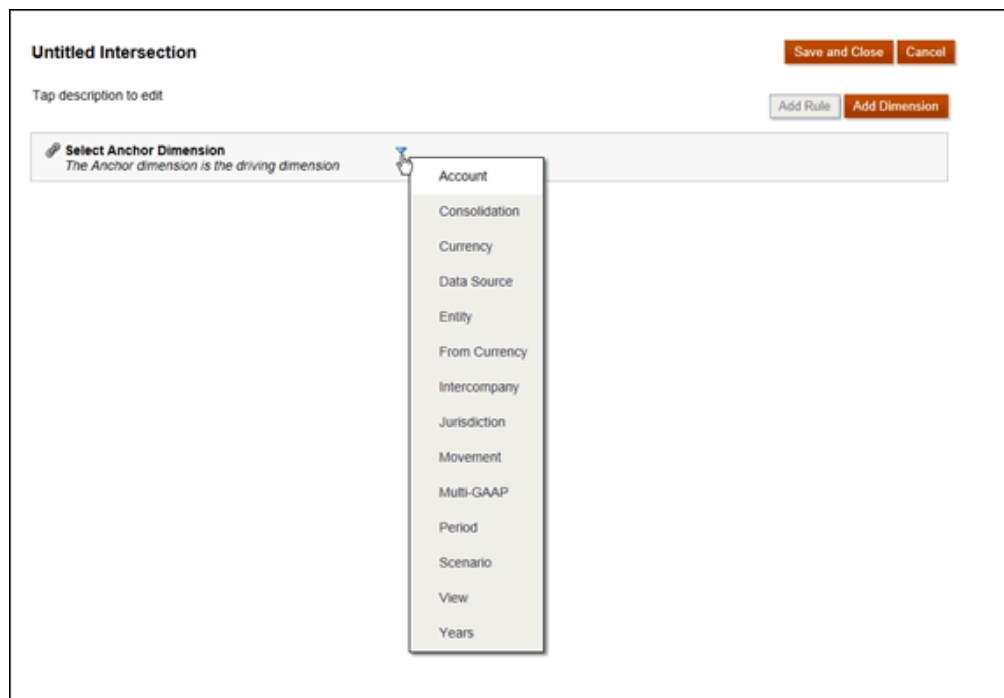 Untitled Intersection
Save and Close
Cancel
Tap description to edit
Add Rule
Add Dimension
Select Anchor Dimension
The Anchor dimension is the driving dimension
Account
Consolidation
Currency
Data Source
Entity
From Currency
Intercompany
Jurisdiction
Movement
Multi-GAAP
Period
Scenario
View
Years